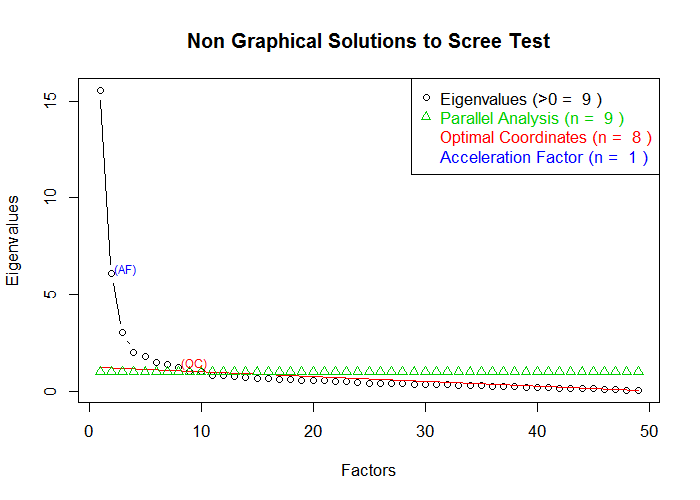 Non Graphical Solutions to Scree Test
Eigenvalues (>0 =  9 )
Parallel Analysis (n =  9 )
Optimal Coordinates (n =  8 )
Acceleration Factor (n =  1 )
Eigenvalues
15
10
5
0
(AF)
(OC)
0 10 20 30 40 50
Factors